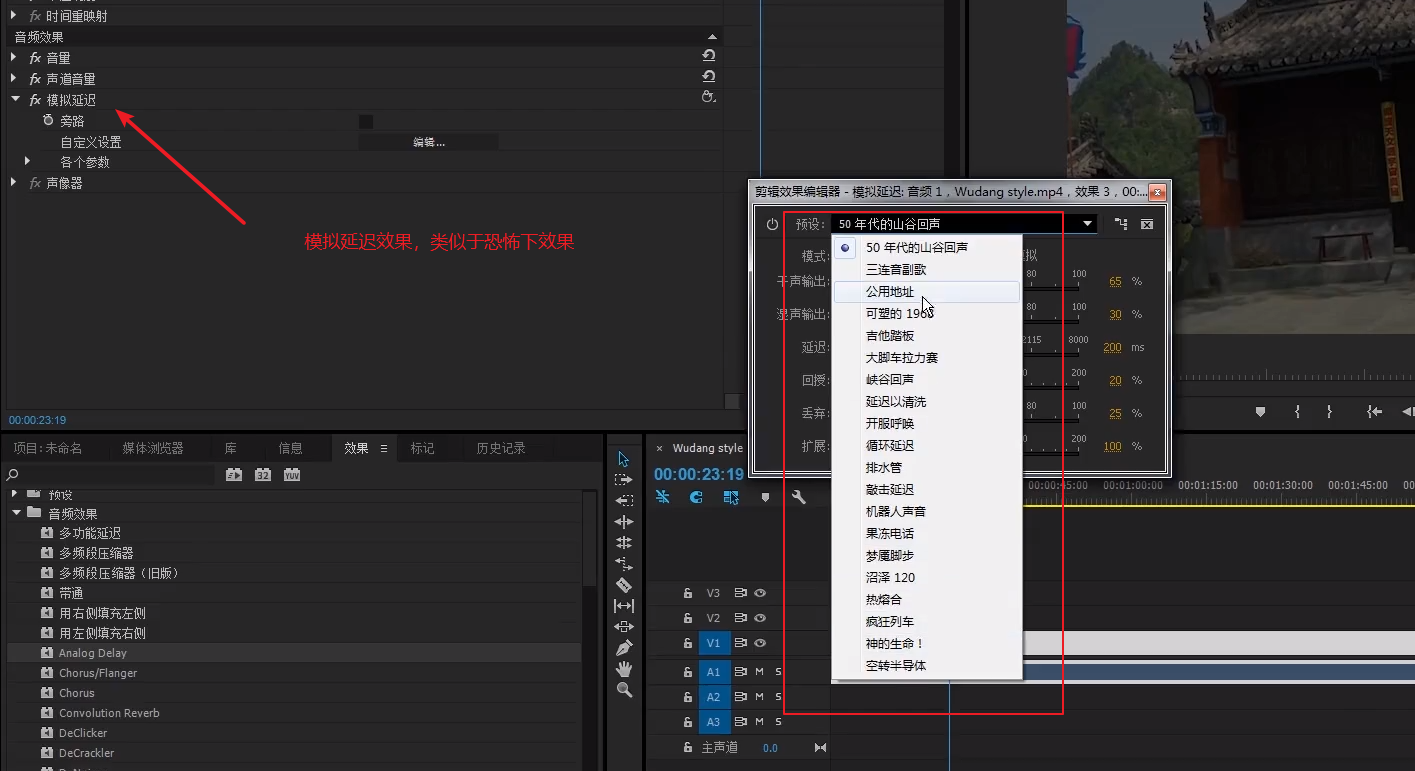 fx 时间重映射
音频效果
fx 音量
fx 声道音量
fx 模拟延迟
旁路
自定义设置 编辑...
各个参数
fx 声像器
模拟延迟效果，类似于恐怖下效果
00:00:23:19
剪辑效果编辑器 - 模拟延迟: 音频 1，Wudang style.mp4，效果 3，00:...
预设: 50 年代的山谷回声
模式: 拟
干声输出: 80 100 65 %
湿声输出: 80 100 30 %
延迟: 2115 8000 200 ms
回授: 0 200 20 %
丢弃: 80 100 25 %
扩展: 0 200 100 %
50 年代的山谷回声
三连音副歌
公用地址
可塑的 196
吉他踏板
大脚车拉力赛
峡谷回声
延迟以清洗
开服呼唤
循环延迟
排水管
敲击延迟
机器人声音
果冻电话
梦魇脚步
沼泽 120
热熔合
疯狂列车
神的生命！
空转半导体
项目: 未命名 媒体浏览器 库 信息 效果 标记 历史记录
32 YUV
预设
音频效果
多功能延迟
多频段压缩器
多频段压缩器（旧版）
带通
用右侧填充左侧
用左侧填充右侧
Analog Delay
Chorus/Flanger
Chorus
Convolution Reverb
DeClicker
DeCrackler
× Wudang style
00:00:23:19
00:00:45:00 00:01:00:00 00:01:15:00 00:01:30:00 00:01:45:00 00
V3
V2
V1
A1 M S
A2 M S
A3 M S
主声道 0.0